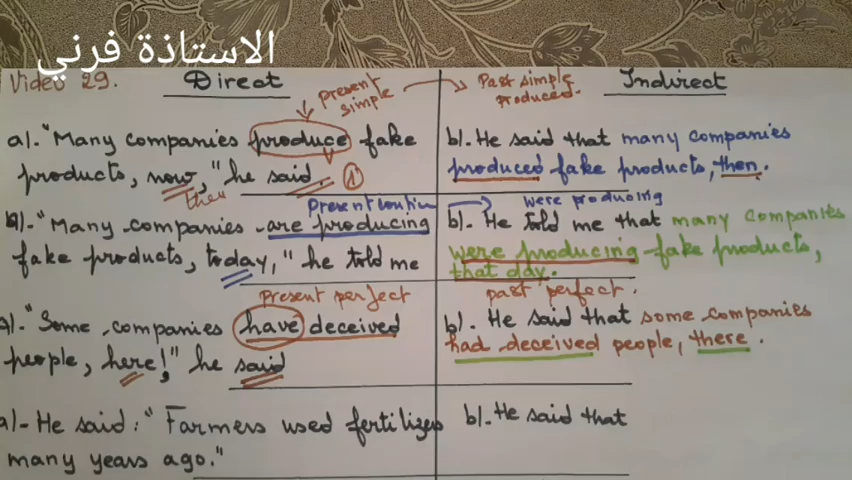 الاستاذة فرني
Video 29. Direct Indirect
present simple
Past simple
produced.
a). "Many companies produce fake
products, now," he said. 1
then
b). He said that many companies
produced fake products, then.
Present continu
were producing
a). "Many companies are producing
fake products, today," he told me
b). He told me that many companies
were producing fake products,
that day.
Present perfect
past perfect.
a). "Some companies have deceived
people, here!," he said
b). He said that some companies
had deceived people, there.
a)- He said: "Farmers used fertilizers
many years ago."
b). He said that